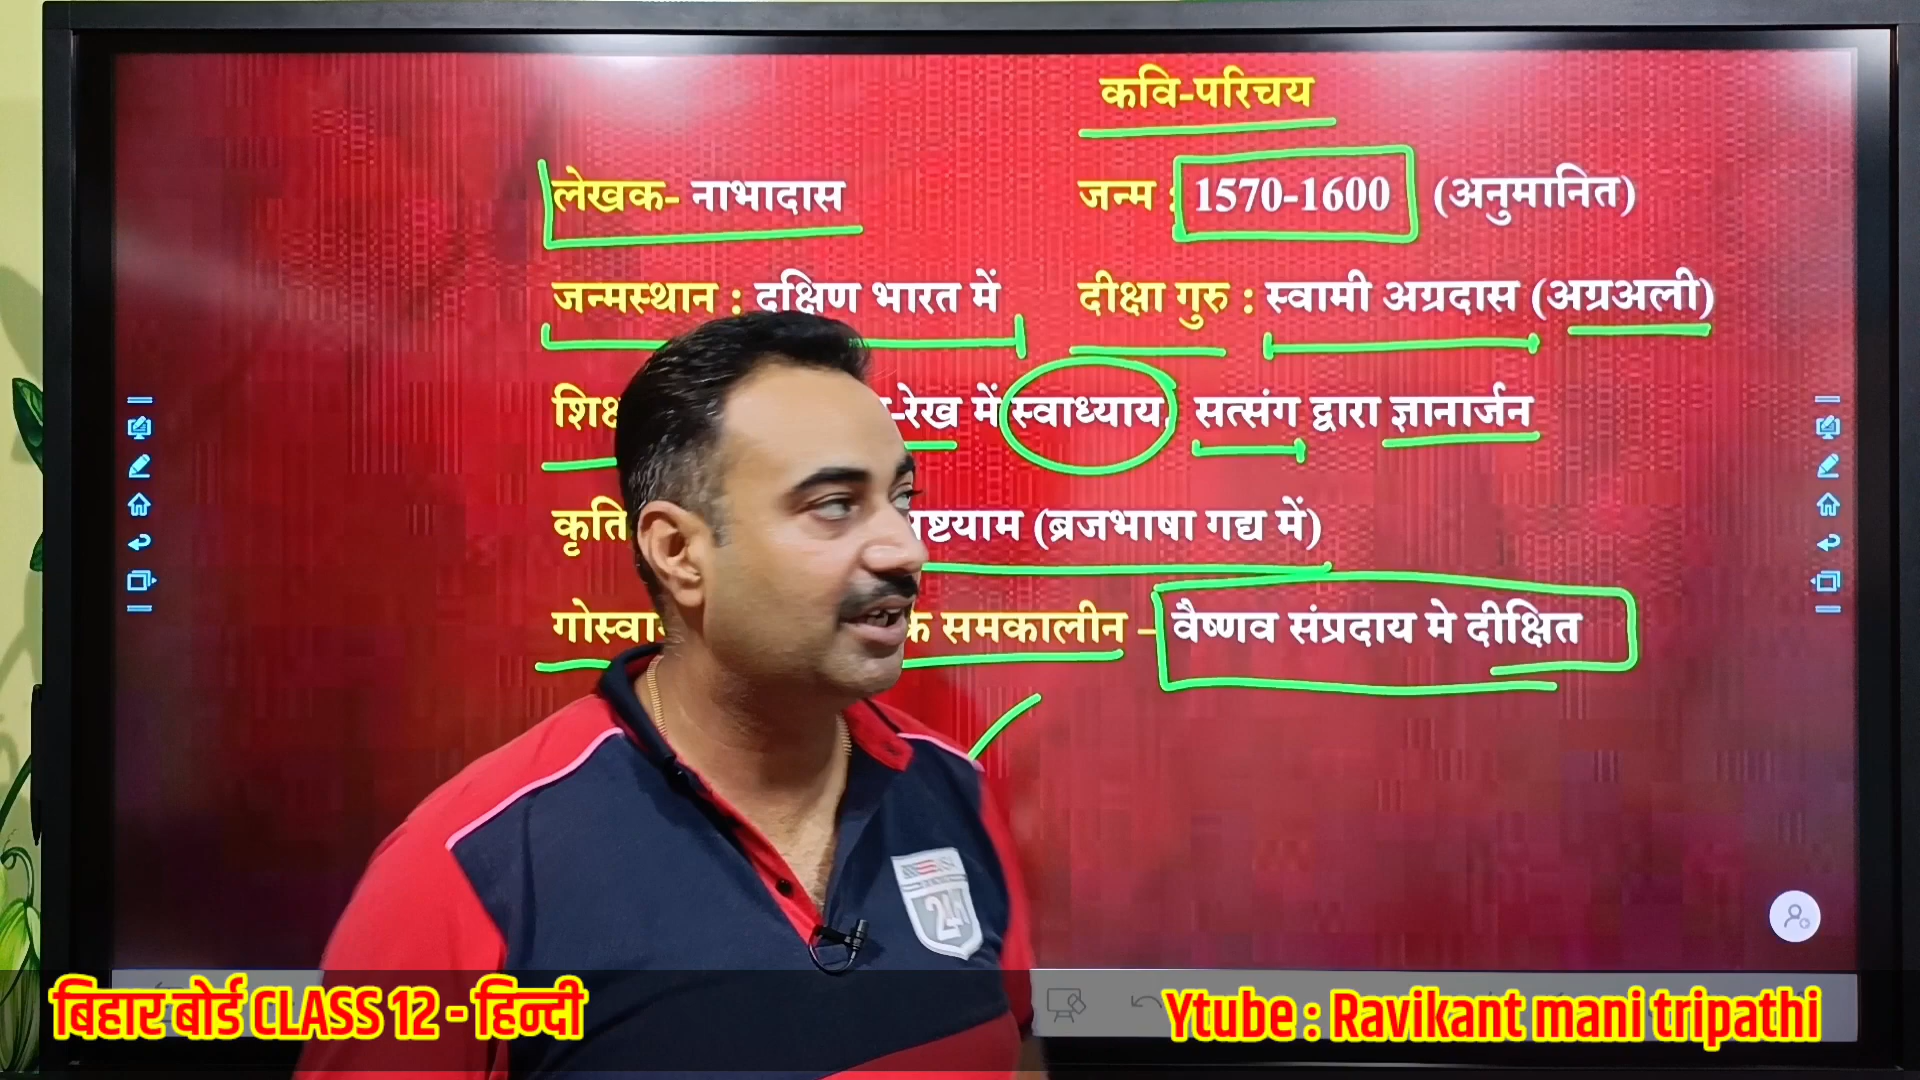 कवि-परिचय
लेखक- नाभादास जन्म : 1570-1600 (अनुमानित)
जन्मस्थान : दक्षिण भारत में दीक्षा गुरु : स्वामी अग्रदास (अग्रअली)
-रेख में स्वाध्याय, सत्संग द्वारा ज्ञानार्जन
(ब्रजभाषा गद्य में)
समकालीन – वैष्णव संप्रदाय मे दीक्षित
24
बिहार बोर्ड CLASS 12 - हिन्दी
Ytube : Ravikant mani tripathi